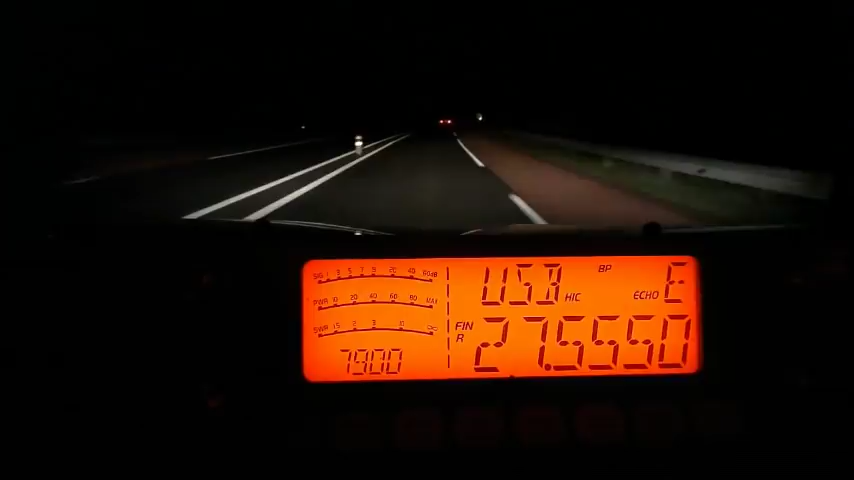 SIG 1 3 5 7 9 20 40 60dB
BP
USB HIC ECHO E
PWR 10 20 40 60 80 MAX
SWR 1.5 2 3 10 ∞
FIN
R 27.5550
7900